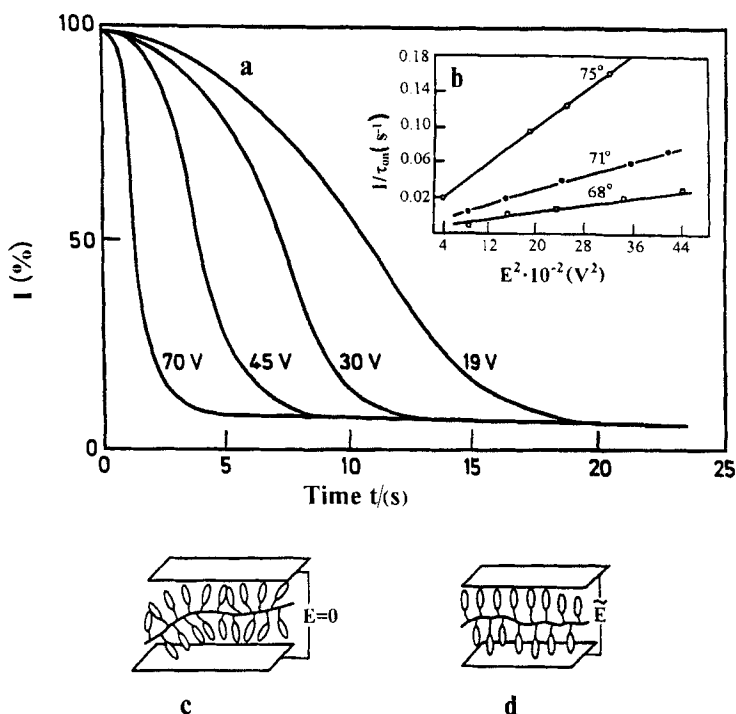 100
a
50
0
I (%)
70 V
45 V
30 V
19 V
0
5
10
15
20
25
Time t/(s)
b
0.18
0.14
0.10
0.06
0.02
1/τon(s⁻¹)
75°
71°
68°
4
12
20
28
36
44
E²·10⁻²(V²)
E=0
Ẽ
c
d